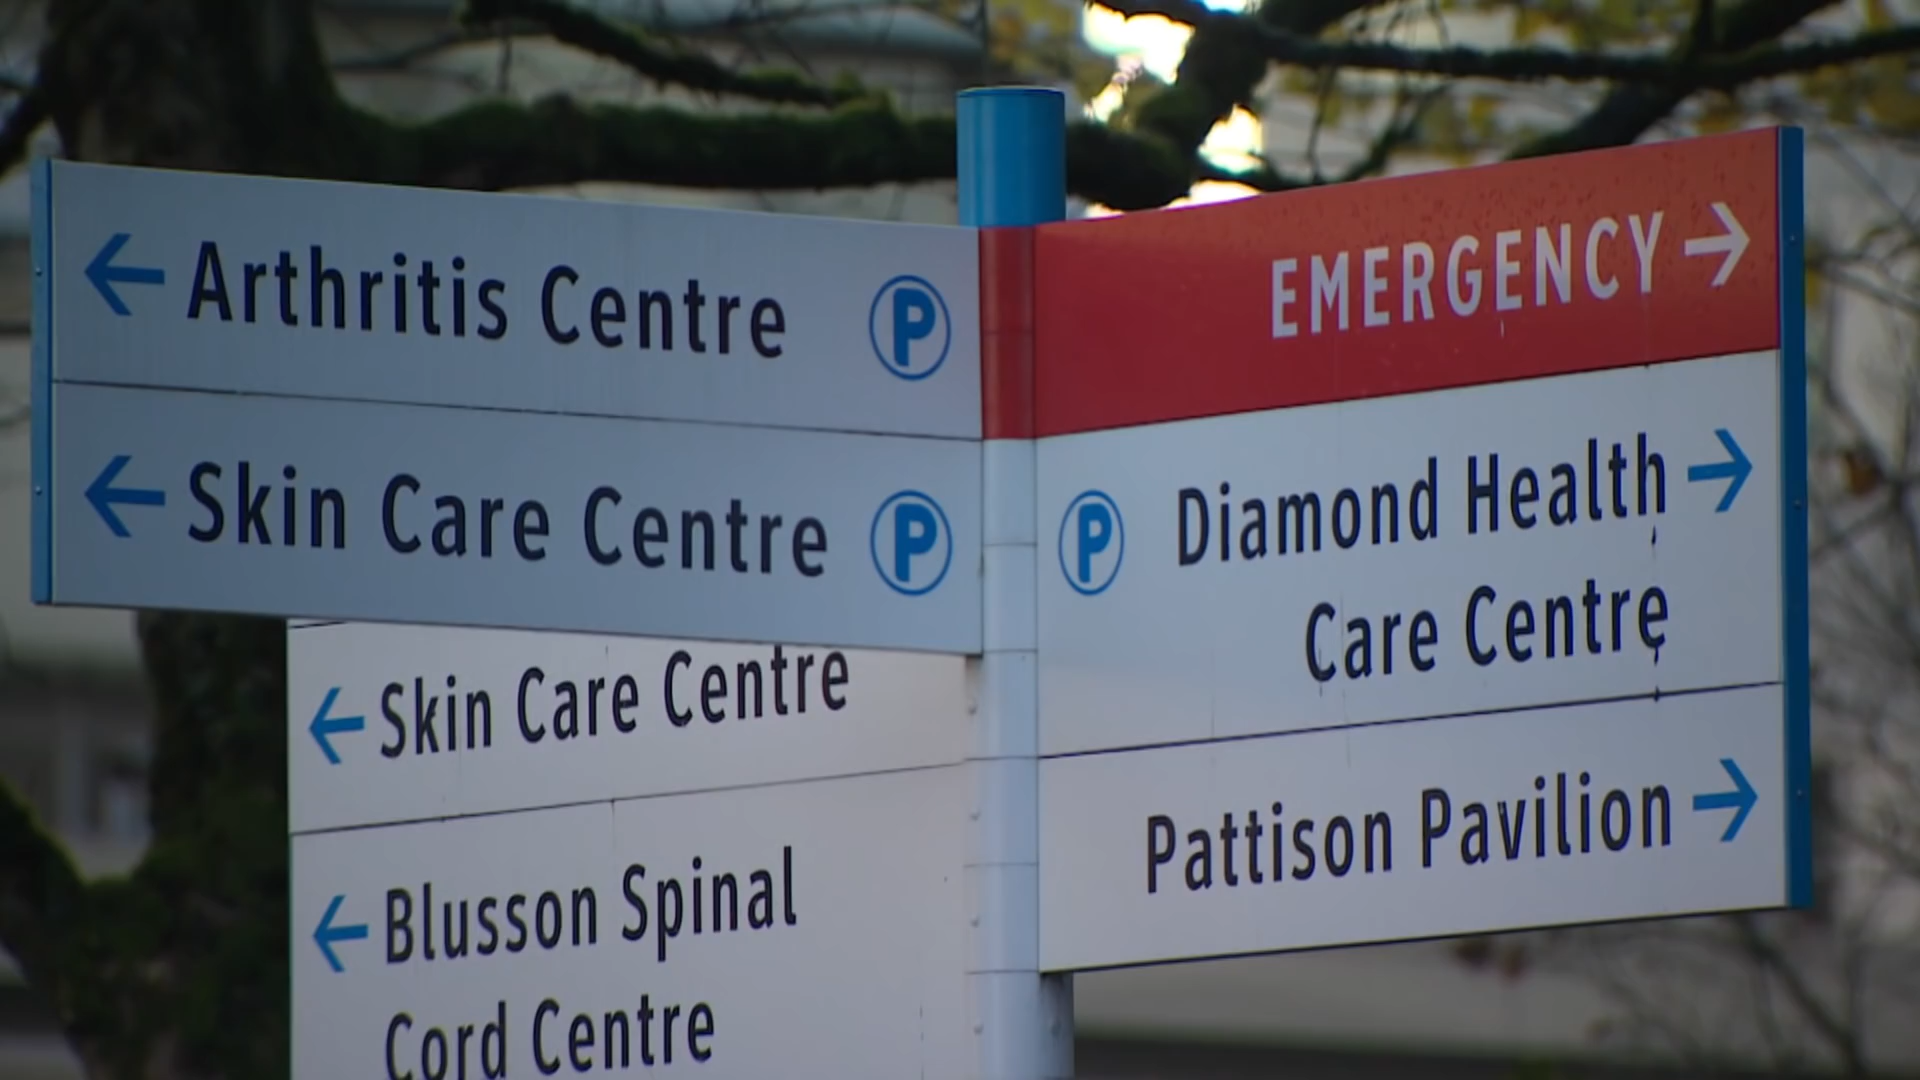 ← Arthritis Centre P
← Skin Care Centre P
← Skin Care Centre
← Blusson Spinal
Cord Centre
EMERGENCY →
P Diamond Health →
Care Centre
Pattison Pavilion →